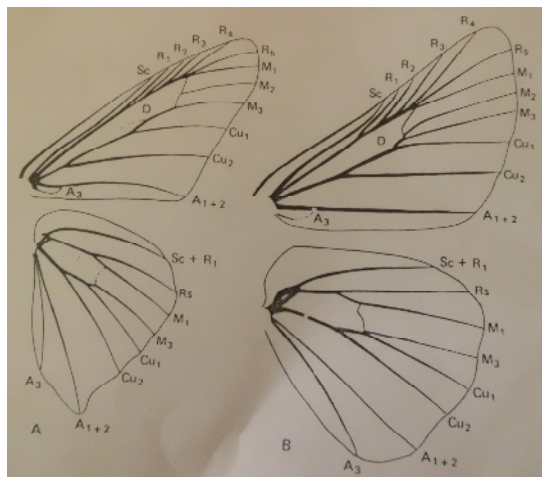 Sc
R₁
R₂
R₃
R₄
R₅
M₁
M₂
M₃
Cu₁
Cu₂
A₁₊₂
A₃
D
Sc + R₁
Rs
M₁
M₃
Cu₁
Cu₂
A₁₊₂
A₃
A
Sc
R₁
R₂
R₃
R₄
R₅
M₁
M₂
M₃
Cu₁
Cu₂
A₁₊₂
A₃
D
Sc + R₁
Rs
M₁
M₃
Cu₁
Cu₂
A₁₊₂
A₃
B